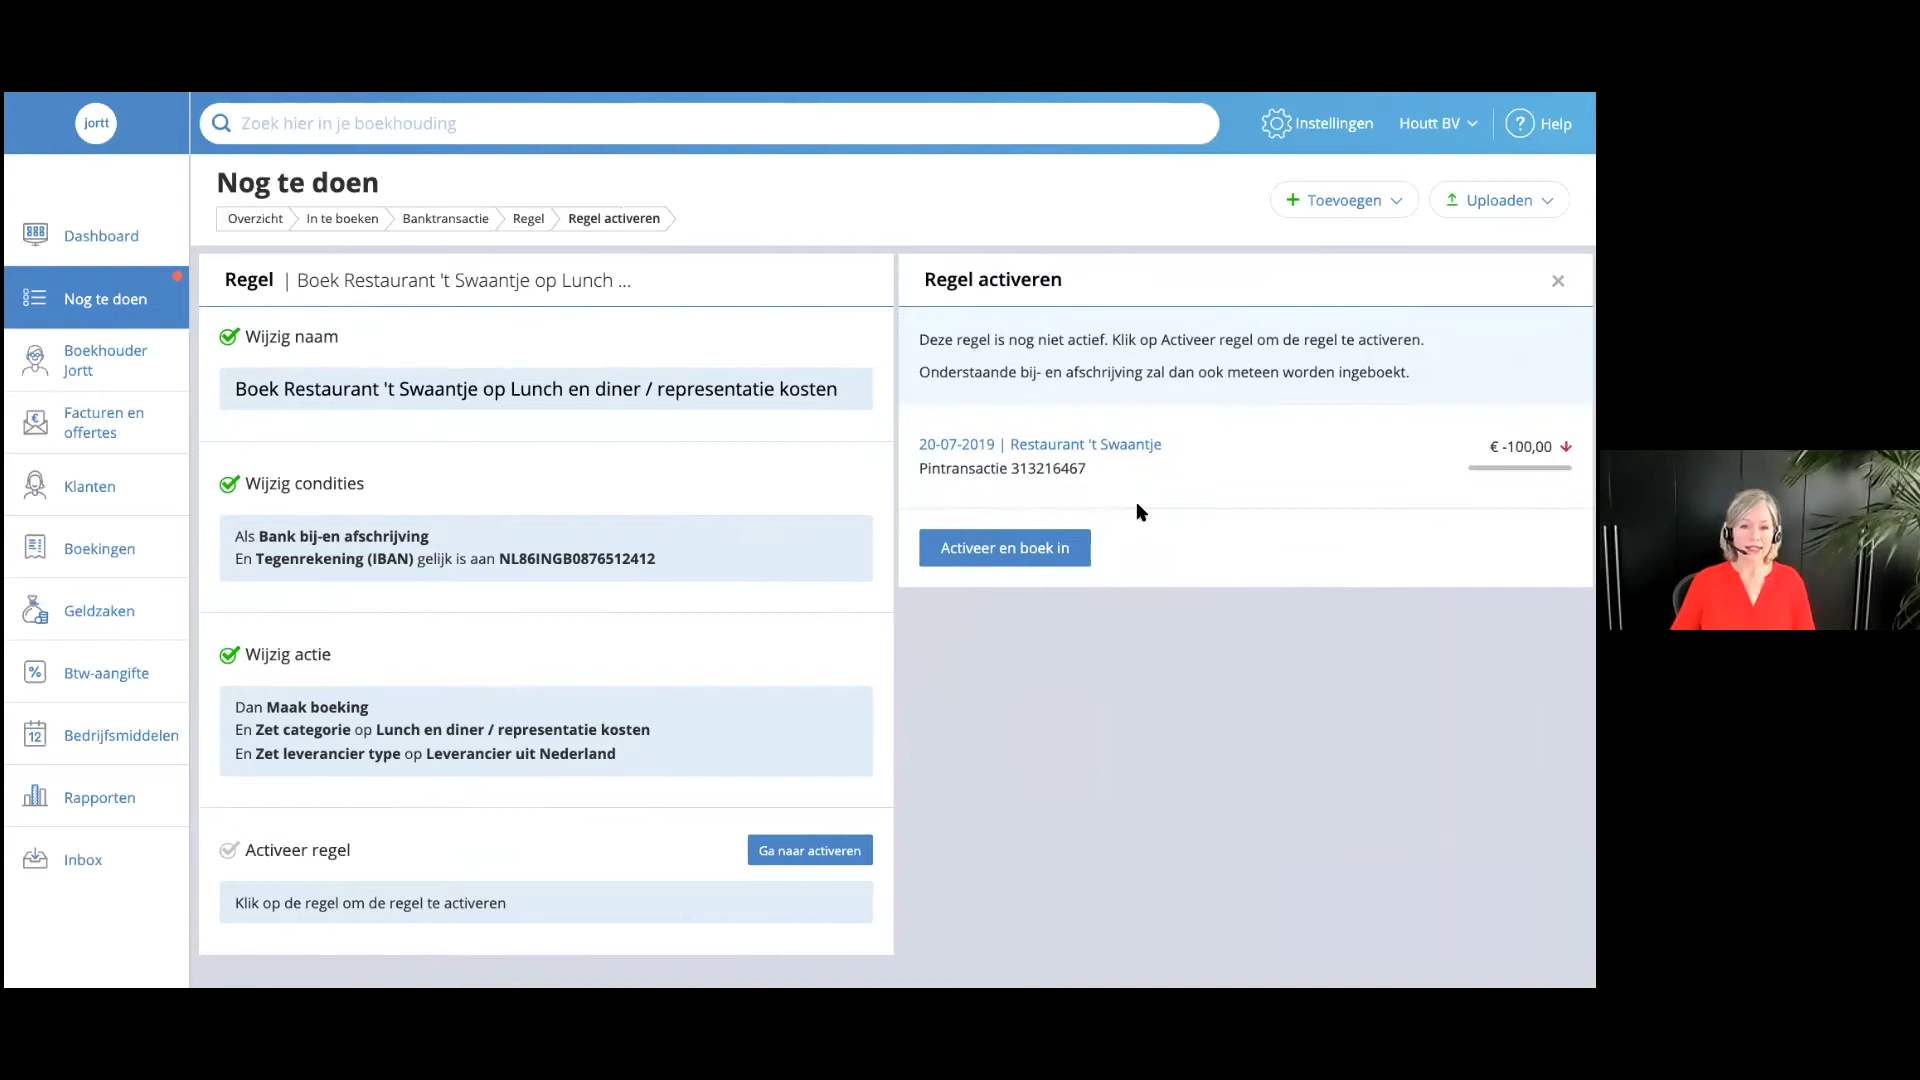 jortt
Zoek hier in je boekhouding
Instellingen
Houtt BV
? Help
Nog te doen
+ Toevoegen
Uploaden
Overzicht
In te boeken
Banktransactie
Regel
Regel activeren
Dashboard
Nog te doen
Boekhouder
Jortt
Facturen en
offertes
Klanten
Boekingen
Geldzaken
% Btw-aangifte
12 Bedrijfsmiddelen
Rapporten
Inbox
Regel | Boek Restaurant 't Swaantje op Lunch ...
Wijzig naam
Boek Restaurant 't Swaantje op Lunch en diner / representatie kosten
Wijzig condities
Als Bank bij-en afschrijving
En Tegenrekening (IBAN) gelijk is aan NL86INGB0876512412
Wijzig actie
Dan Maak boeking
En Zet categorie op Lunch en diner / representatie kosten
En Zet leverancier type op Leverancier uit Nederland
Activeer regel
Ga naar activeren
Klik op de regel om de regel te activeren
Regel activeren
Deze regel is nog niet actief. Klik op Activeer regel om de regel te activeren.
Onderstaande bij- en afschrijving zal dan ook meteen worden ingeboekt.
20-07-2019 | Restaurant 't Swaantje
€ -100,00
Pintransactie 313216467
Activeer en boek in